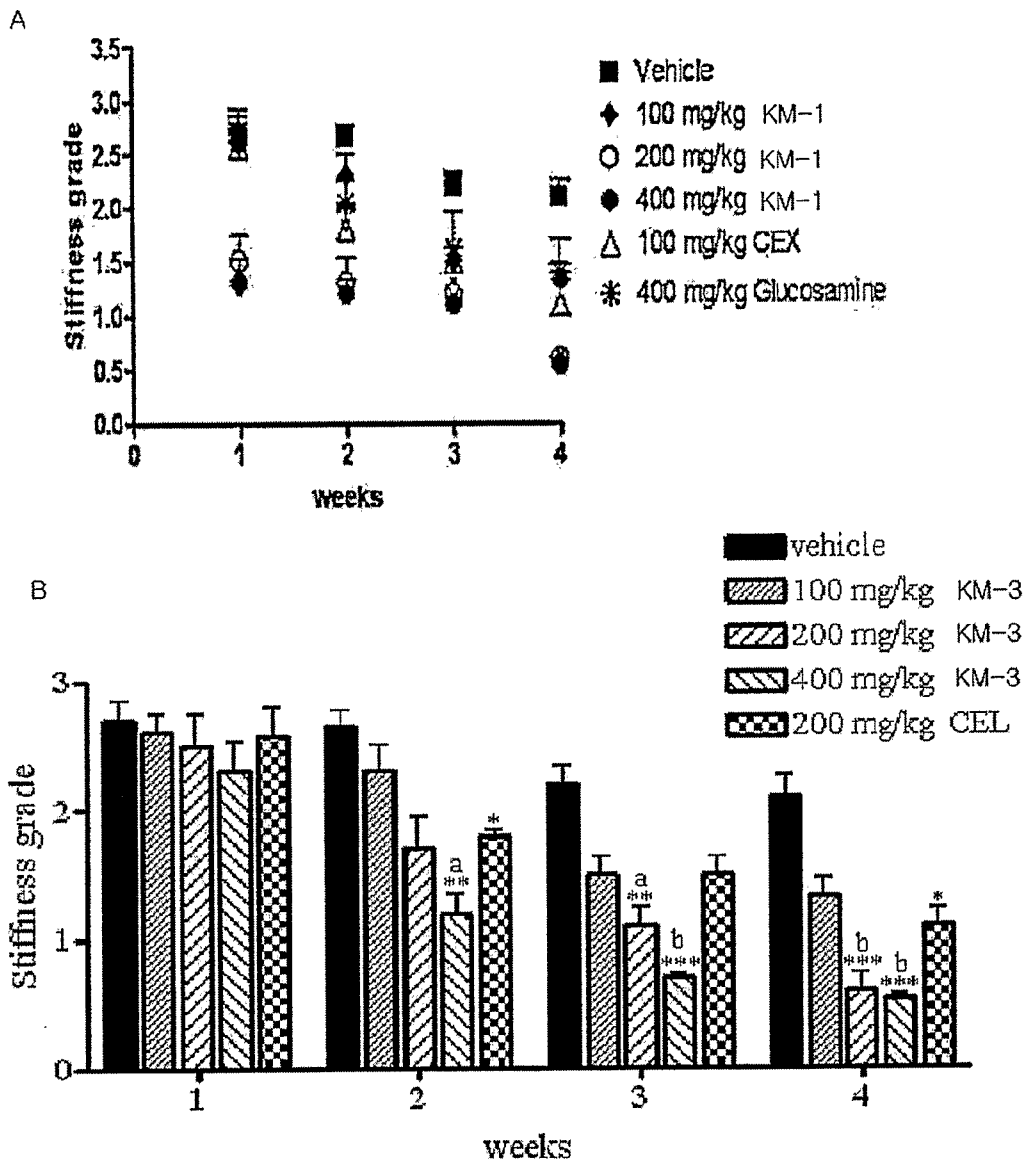 A
3.5
3.0
2.5
2.0
1.5
1.0
0.5
0.0
Stiffness grade
0 1 2 3 4
weeks
Vehicle
100 mg/kg KM-1
200 mg/kg KM-1
400 mg/kg KM-1
100 mg/kg CEX
400 mg/kg Glucosamine
B
vehicle
100 mg/kg KM-3
200 mg/kg KM-3
400 mg/kg KM-3
200 mg/kg CEL
3
2
1
0
Stiffness grade
a
**
*
a
**
b
***
b
***
b
***
*
1 2 3 4
weeks